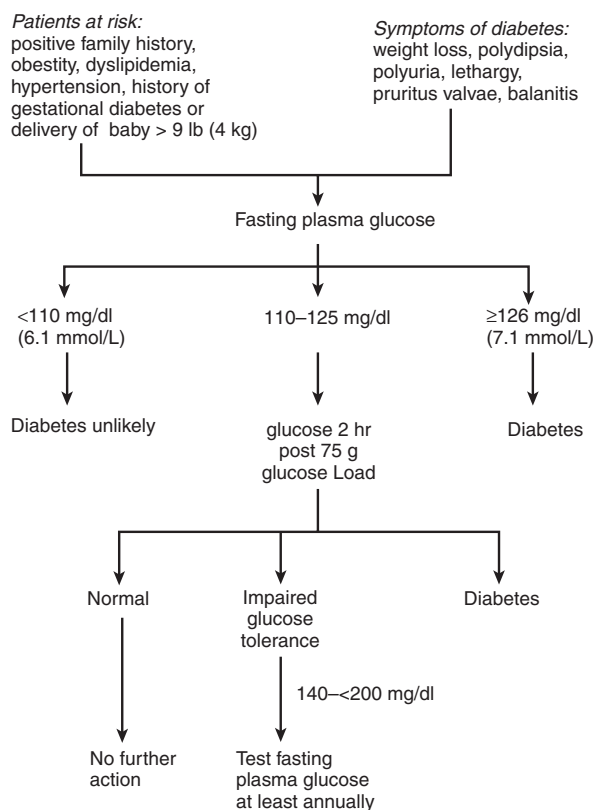 Patients at risk:
positive family history,
obestity, dyslipidemia,
hypertension, history of
gestational diabetes or
delivery of baby > 9 lb (4 kg)
Symptoms of diabetes:
weight loss, polydipsia,
polyuria, lethargy,
pruritus valvae, balanitis
Fasting plasma glucose
<110 mg/dl
(6.1 mmol/L)
110–125 mg/dl
≥126 mg/dl
(7.1 mmol/L)
Diabetes unlikely
glucose 2 hr
post 75 g
glucose Load
Diabetes
Normal
Impaired
glucose
tolerance
Diabetes
140–<200 mg/dl
No further
action
Test fasting
plasma glucose
at least annually